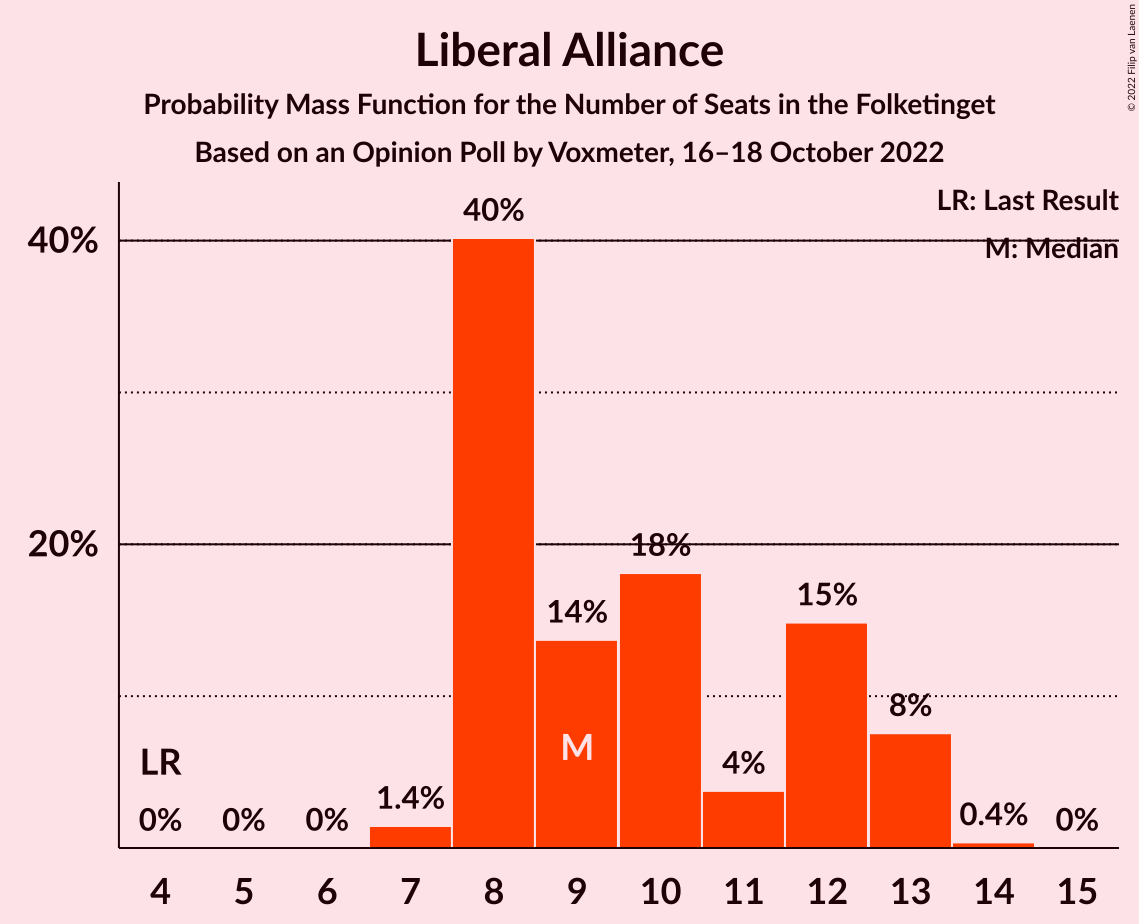 Liberal Alliance
Probability Mass Function for the Number of Seats in the Folketinget
Based on an Opinion Poll by Voxmeter, 16–18 October 2022
© 2022 Filip van Laenen
LR: Last Result
M: Median
40%
20%
LR
0%
0%
0%
1.4%
40%
14%
M
18%
4%
15%
8%
0.4%
0%
4 5 6 7 8 9 10 11 12 13 14 15